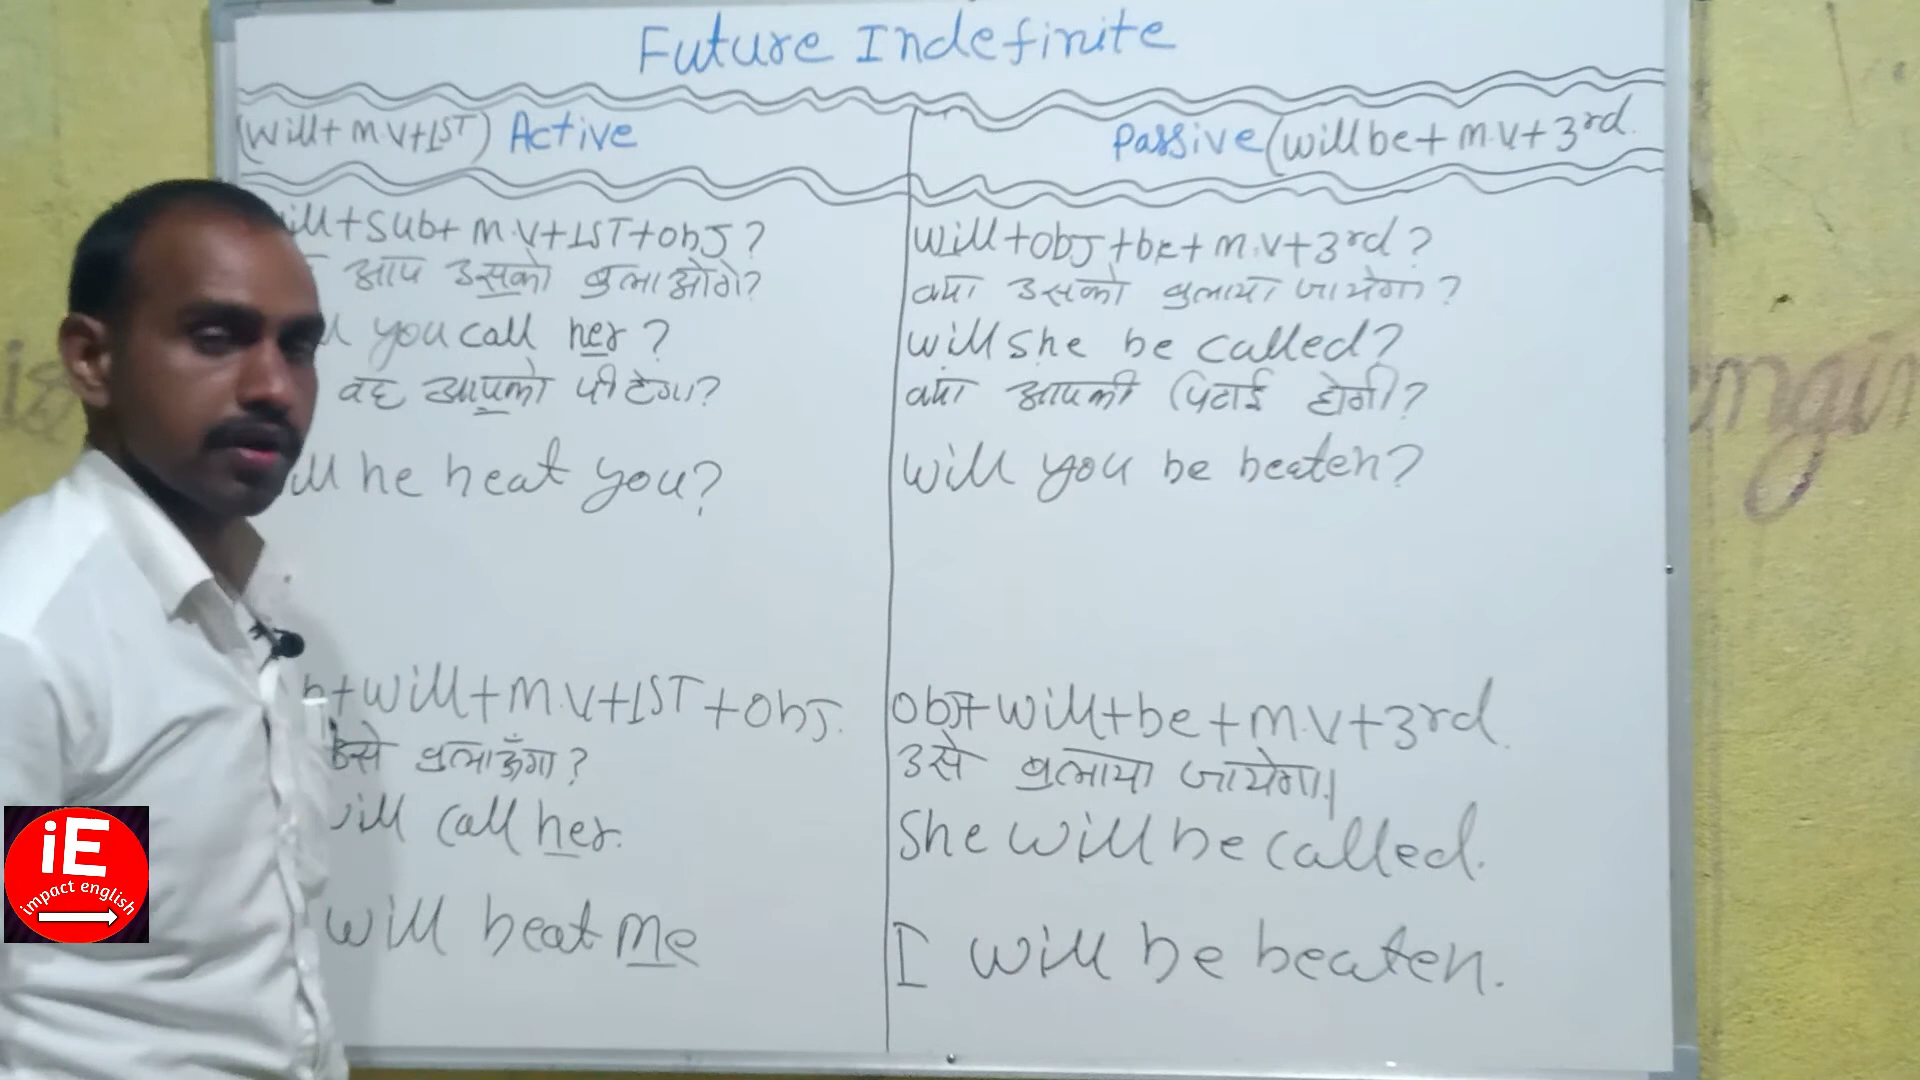 Future Indefinite
(Will+M.V+1ST) Active
Passive (will be + M.V + 3rd.
ill+Sub+M.V+1ST+obJ?
आप उसको बुलाओगे?
you call her?
वह आपको पीटेगा?
ill he beat you?
will+obJ+be+M.V+3rd?
क्या उसको बुलाया जायेगा?
will she be called?
क्या आपकी पिटाई होगी?
will you be beaten?
b+will+M.V+1ST+obJ.
उसे बुलाऊँगा?
ill call her.
will beat me
obJ+will+be+M.V+3rd.
उसे बुलाया जायेगा।
She will be called.
I will be beaten.
iE
impact english